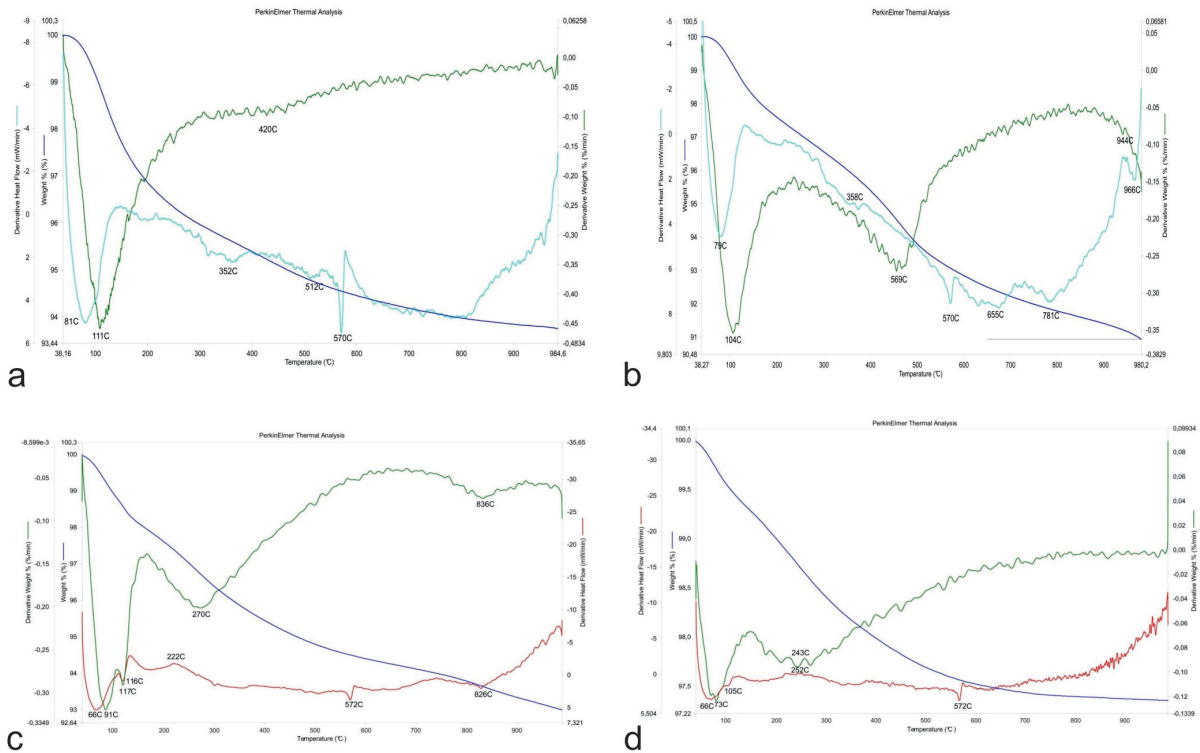 PerkinElmer Thermal Analysis
-9
-8
-6
-4
-2
0
2
4
6
Derivative Heat Flow (mW/min)
100,3
100
99
98
97
96
95
94
93,44
Weight % (%)
0,06258
0,00
-0,05
-0,10
-0,15
-0,20
-0,25
-0,30
-0,35
-0,40
-0,45
-0,4834
Derivative Weight % (%/min)
420C
352C
512C
81C
111C
570C
38,16
100
200
300
400
500
600
700
800
900
984,6
Temperature (℃)
a
PerkinElmer Thermal Analysis
-5
-4
-2
0
2
4
6
8
9,803
Derivative Heat Flow (mW/min)
100,5
100
99
98
97
96
95
94
93
92
91
90,48
Weight % (%)
0,06581
0,05
0,00
-0,05
-0,10
-0,15
-0,20
-0,25
-0,30
-0,35
-0,3829
Derivative Weight % (%/min)
944C
966C
358C
79C
569C
570C
655C
781C
104C
38,27
100
200
300
400
500
600
700
800
900
980,2
Temperature (℃)
b
PerkinElmer Thermal Analysis
-8,599e-3
-0,05
-0,10
-0,15
-0,20
-0,25
-0,30
-0,3349
Derivative Weight % (%/min)
100,3
100
99
98
97
96
95
94
93
92,64
Weight % (%)
-35,65
-30
-25
-20
-15
-10
-5
0
5
7,321
Derivative Heat Flow (mW/min)
836C
270C
222C
116C
117C
826C
572C
66C
91C
100
200
300
400
500
600
700
800
900
Temperature (℃)
c
PerkinElmer Thermal Analysis
-34,4
-30
-25
-20
-15
-10
-5
0
5,504
Derivative Heat Flow (mW/min)
100,0
100,0
99,5
99,0
98,5
98,0
97,5
97,22
Weight % (%)
0,09934
0,08
0,06
0,04
0,02
0,00
-0,02
-0,04
-0,06
-0,08
-0,10
-0,12
-0,1339
Derivative Weight % (%/min)
243C
252C
105C
66C
73C
572C
100
200
300
400
500
600
700
800
900
Temperature (℃)
d